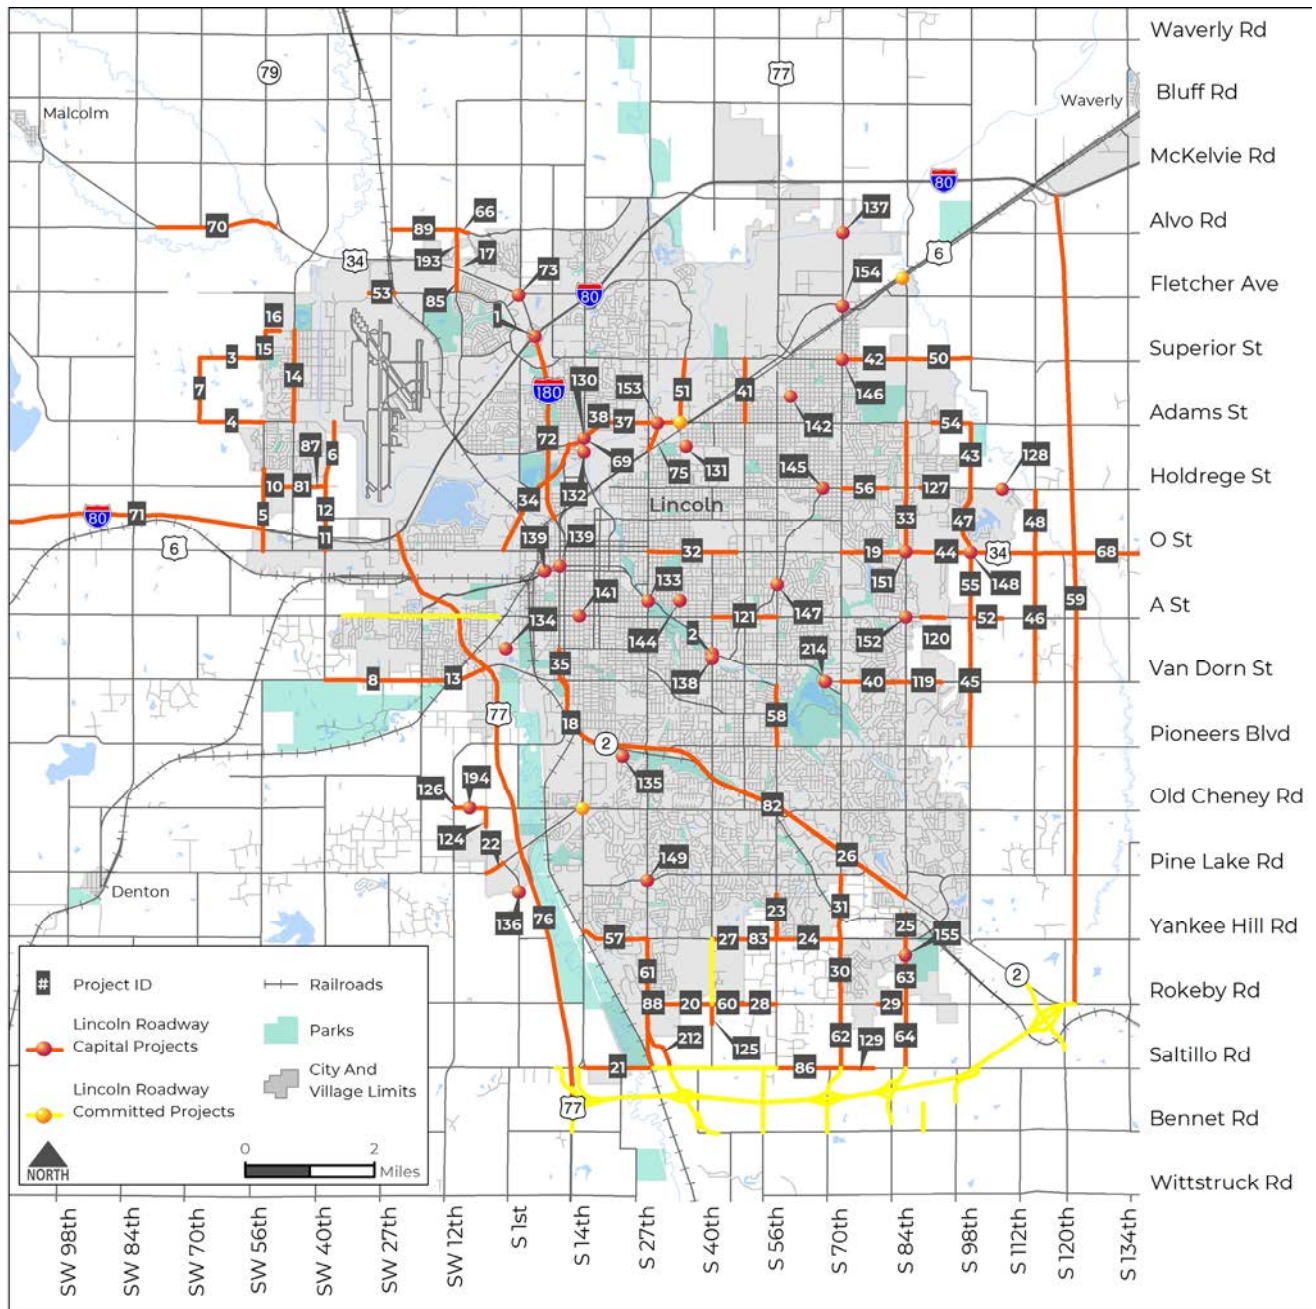 Waverly Rd
79
77
Malcolm
Waverly
Bluff Rd
McKelvie Rd
80
137
66
70
89
Alvo Rd
193
17
34
73
154
6
53
85
80
Fletcher Ave
16
1
15
3
14
Superior St
42
50
7
180
130
153
51
41
146
4
38
37
142
Adams St
54
87
6
72
69
75
131
145
43
128
10
81
132
56
127
Holdrege St
34
Lincoln
5
12
33
47
48
80
71
11
139
139
6
32
19
44
34
68
O St
133
151
148
141
147
55
59
134
144
2
121
152
120
52
46
A St
35
138
214
8
13
40
119
45
Van Dorn St
77
18
58
2
Pioneers Blvd
135
126
194
82
Old Cheney Rd
124
22
149
26
Pine Lake Rd
Denton
136
76
23
31
25
155
57
27
83
24
Yankee Hill Rd
61
30
63
2
88
20
60
28
29
Rokeby Rd
212
125
62
129
64
21
86
Saltillo Rd
77
Bennet Rd
Wittstruck Rd
# Project ID
Railroads
Lincoln Roadway
Capital Projects
Parks
City And
Village Limits
Lincoln Roadway
Committed Projects
NORTH
0 2
Miles
SW 98th
SW 84th
SW 70th
SW 56th
SW 40th
SW 27th
SW 12th
S 1st
S 14th
S 27th
S 40th
S 56th
S 70th
S 84th
S 98th
S 112th
S 120th
S 134th